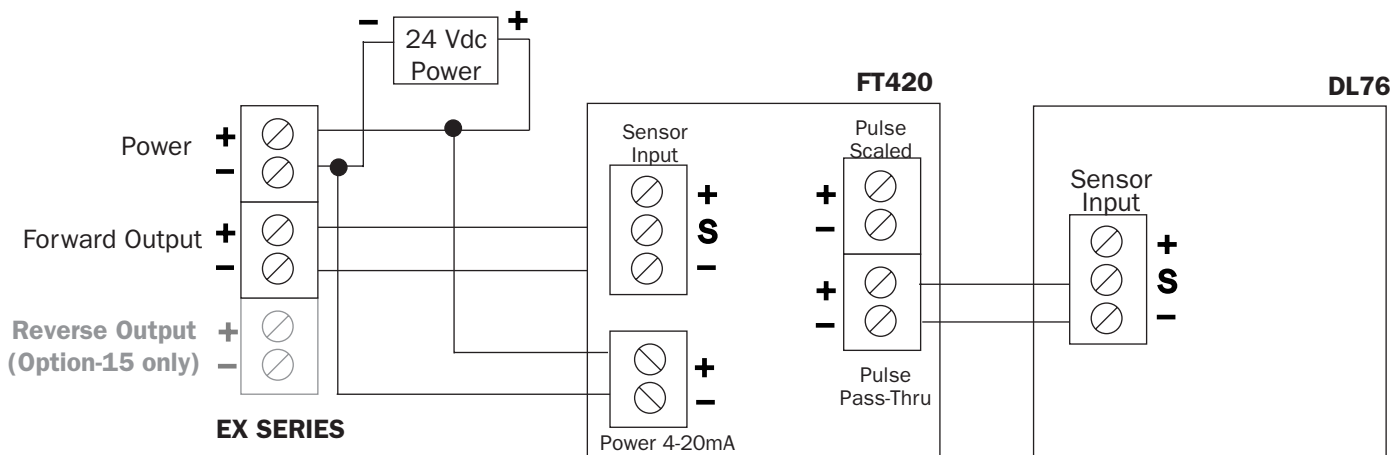 − +
24 Vdc
Power
FT420
DL76
Power
+
−
Forward Output
+
−
Reverse Output
(Option-15 only)
+
−
EX SERIES
Sensor
Input
+
S
−
+
−
Power 4-20mA
Pulse
Scaled
+
−
+
−
Pulse
Pass-Thru
Sensor
Input
+
S
−